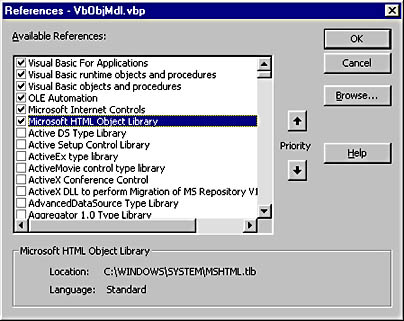 References - VbObjMdl.vbp
Available References:
OK
Visual Basic For Applications
Visual Basic runtime objects and procedures
Visual Basic objects and procedures
OLE Automation
Microsoft Internet Controls
Microsoft HTML Object Library
Active DS Type Library
Active Setup Control Library
ActiveEx type library
ActiveMovie control type library
ActiveX Conference Control
ActiveX DLL to perform Migration of MS Repository V1
AdvancedDataSource Type Library
Aggregator 1.0 Type Library
Cancel
Browse...
Priority
Help
Microsoft HTML Object Library
Location: C:\WINDOWS\SYSTEM\MSHTML.tlb
Language: Standard